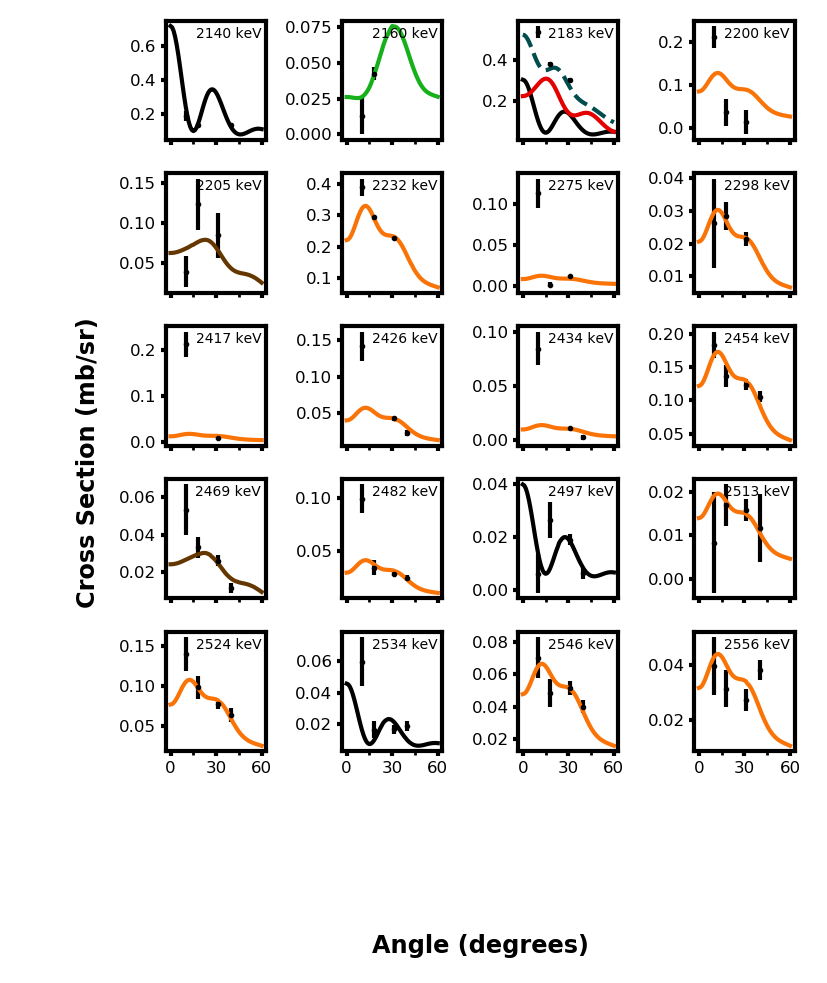 2140 keV 2160 keV 2183 keV 2200 keV
0.6 0.4 0.2
0.075 0.050 0.025 0.000
0.4 0.2
0.2 0.1 0.0
2205 keV 2232 keV 2275 keV 2298 keV
0.15 0.10 0.05
0.4 0.3 0.2 0.1
0.10 0.05 0.00
0.04 0.03 0.02 0.01
2417 keV 2426 keV 2434 keV 2454 keV
0.2 0.1 0.0
0.15 0.10 0.05
0.10 0.05 0.00
0.20 0.15 0.10 0.05
Cross Section (mb/sr)
2469 keV 2482 keV 2497 keV 2513 keV
0.06 0.04 0.02
0.10 0.05
0.04 0.02 0.00
0.02 0.01 0.00
2524 keV 2534 keV 2546 keV 2556 keV
0.15 0.10 0.05
0.06 0.04 0.02
0.08 0.06 0.04 0.02
0.04 0.02
0 30 60 0 30 60 0 30 60 0 30 60
Angle (degrees)